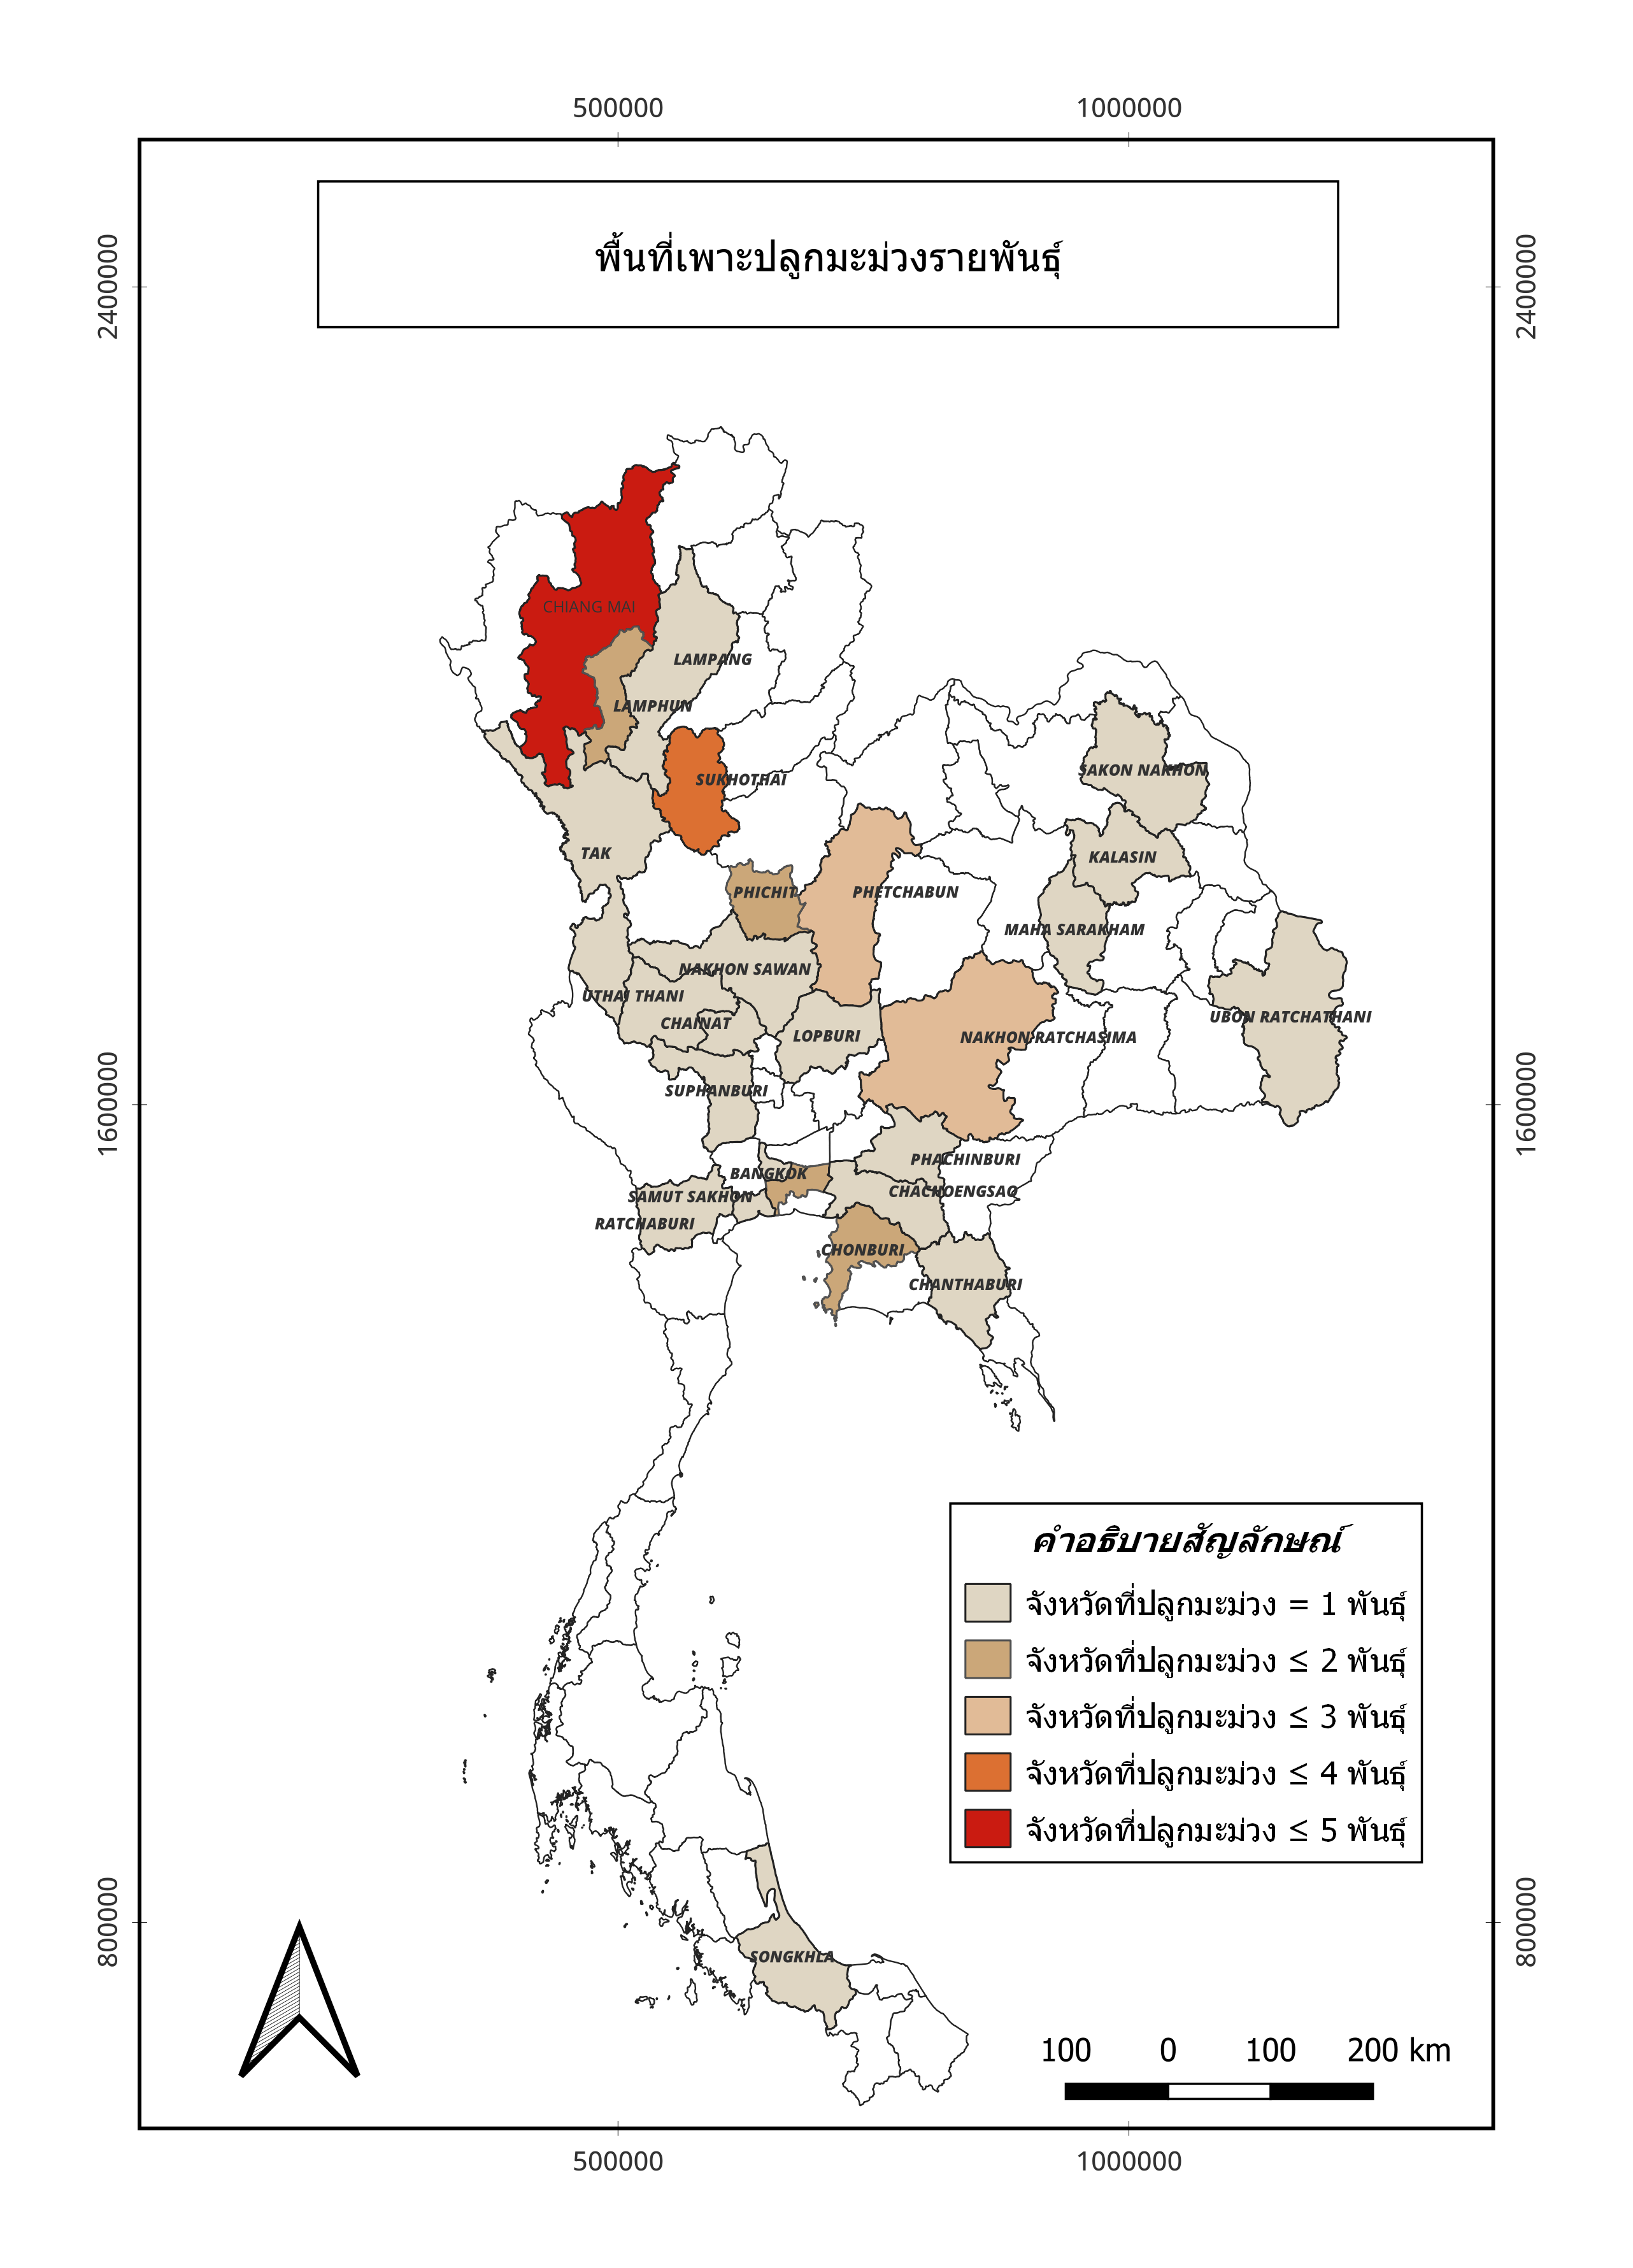 500000 1000000
2400000 2400000
พื้นที่เพาะปลูกมะม่วงรายพันธุ์
CHIANG MAI
LAMPANG
LAMPHUN
SAKON NAKHON
SUKHOTHAI
TAK
KALASIN
PHICHIT
PHETCHABUN
MAHA SARAKHAM
NAKHON SAWAN
UTHAI THANI
UBON RATCHATHANI
CHAINAT
LOPBURI
NAKHON RATCHASIMA
SUPHANBURI
1600000 1600000
PHACHINBURI
BANGKOK
CHACHOENGSAO
SAMUT SAKHON
RATCHABURI
CHONBURI
CHANTHABURI
คำอธิบายสัญลักษณ์
จังหวัดที่ปลูกมะม่วง = 1 พันธุ์
จังหวัดที่ปลูกมะม่วง ≤ 2 พันธุ์
จังหวัดที่ปลูกมะม่วง ≤ 3 พันธุ์
จังหวัดที่ปลูกมะม่วง ≤ 4 พันธุ์
จังหวัดที่ปลูกมะม่วง ≤ 5 พันธุ์
800000 800000
SONGKHLA
100 0 100 200 km
500000 1000000